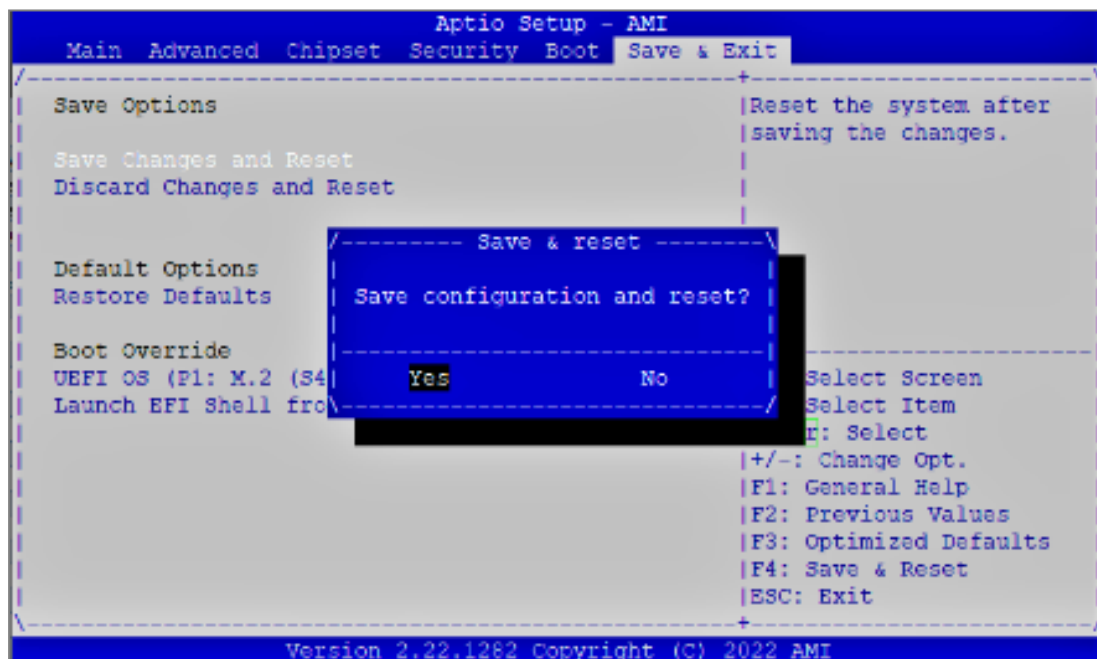 Aptio Setup - AMI
Main Advanced Chipset Security Boot Save & Exit
Save Options
Save Changes and Reset
Discard Changes and Reset
Default Options
Restore Defaults
Boot Override
UEFI OS (P1: M.2 (S4
Launch EFI Shell fro
Save & reset
Save configuration and reset?
Yes No
Reset the system after
saving the changes.
Select Screen
Select Item
r: Select
+/-: Change Opt.
F1: General Help
F2: Previous Values
F3: Optimized Defaults
F4: Save & Reset
ESC: Exit
Version 2.22.1282 Copyright (C) 2022 AMI